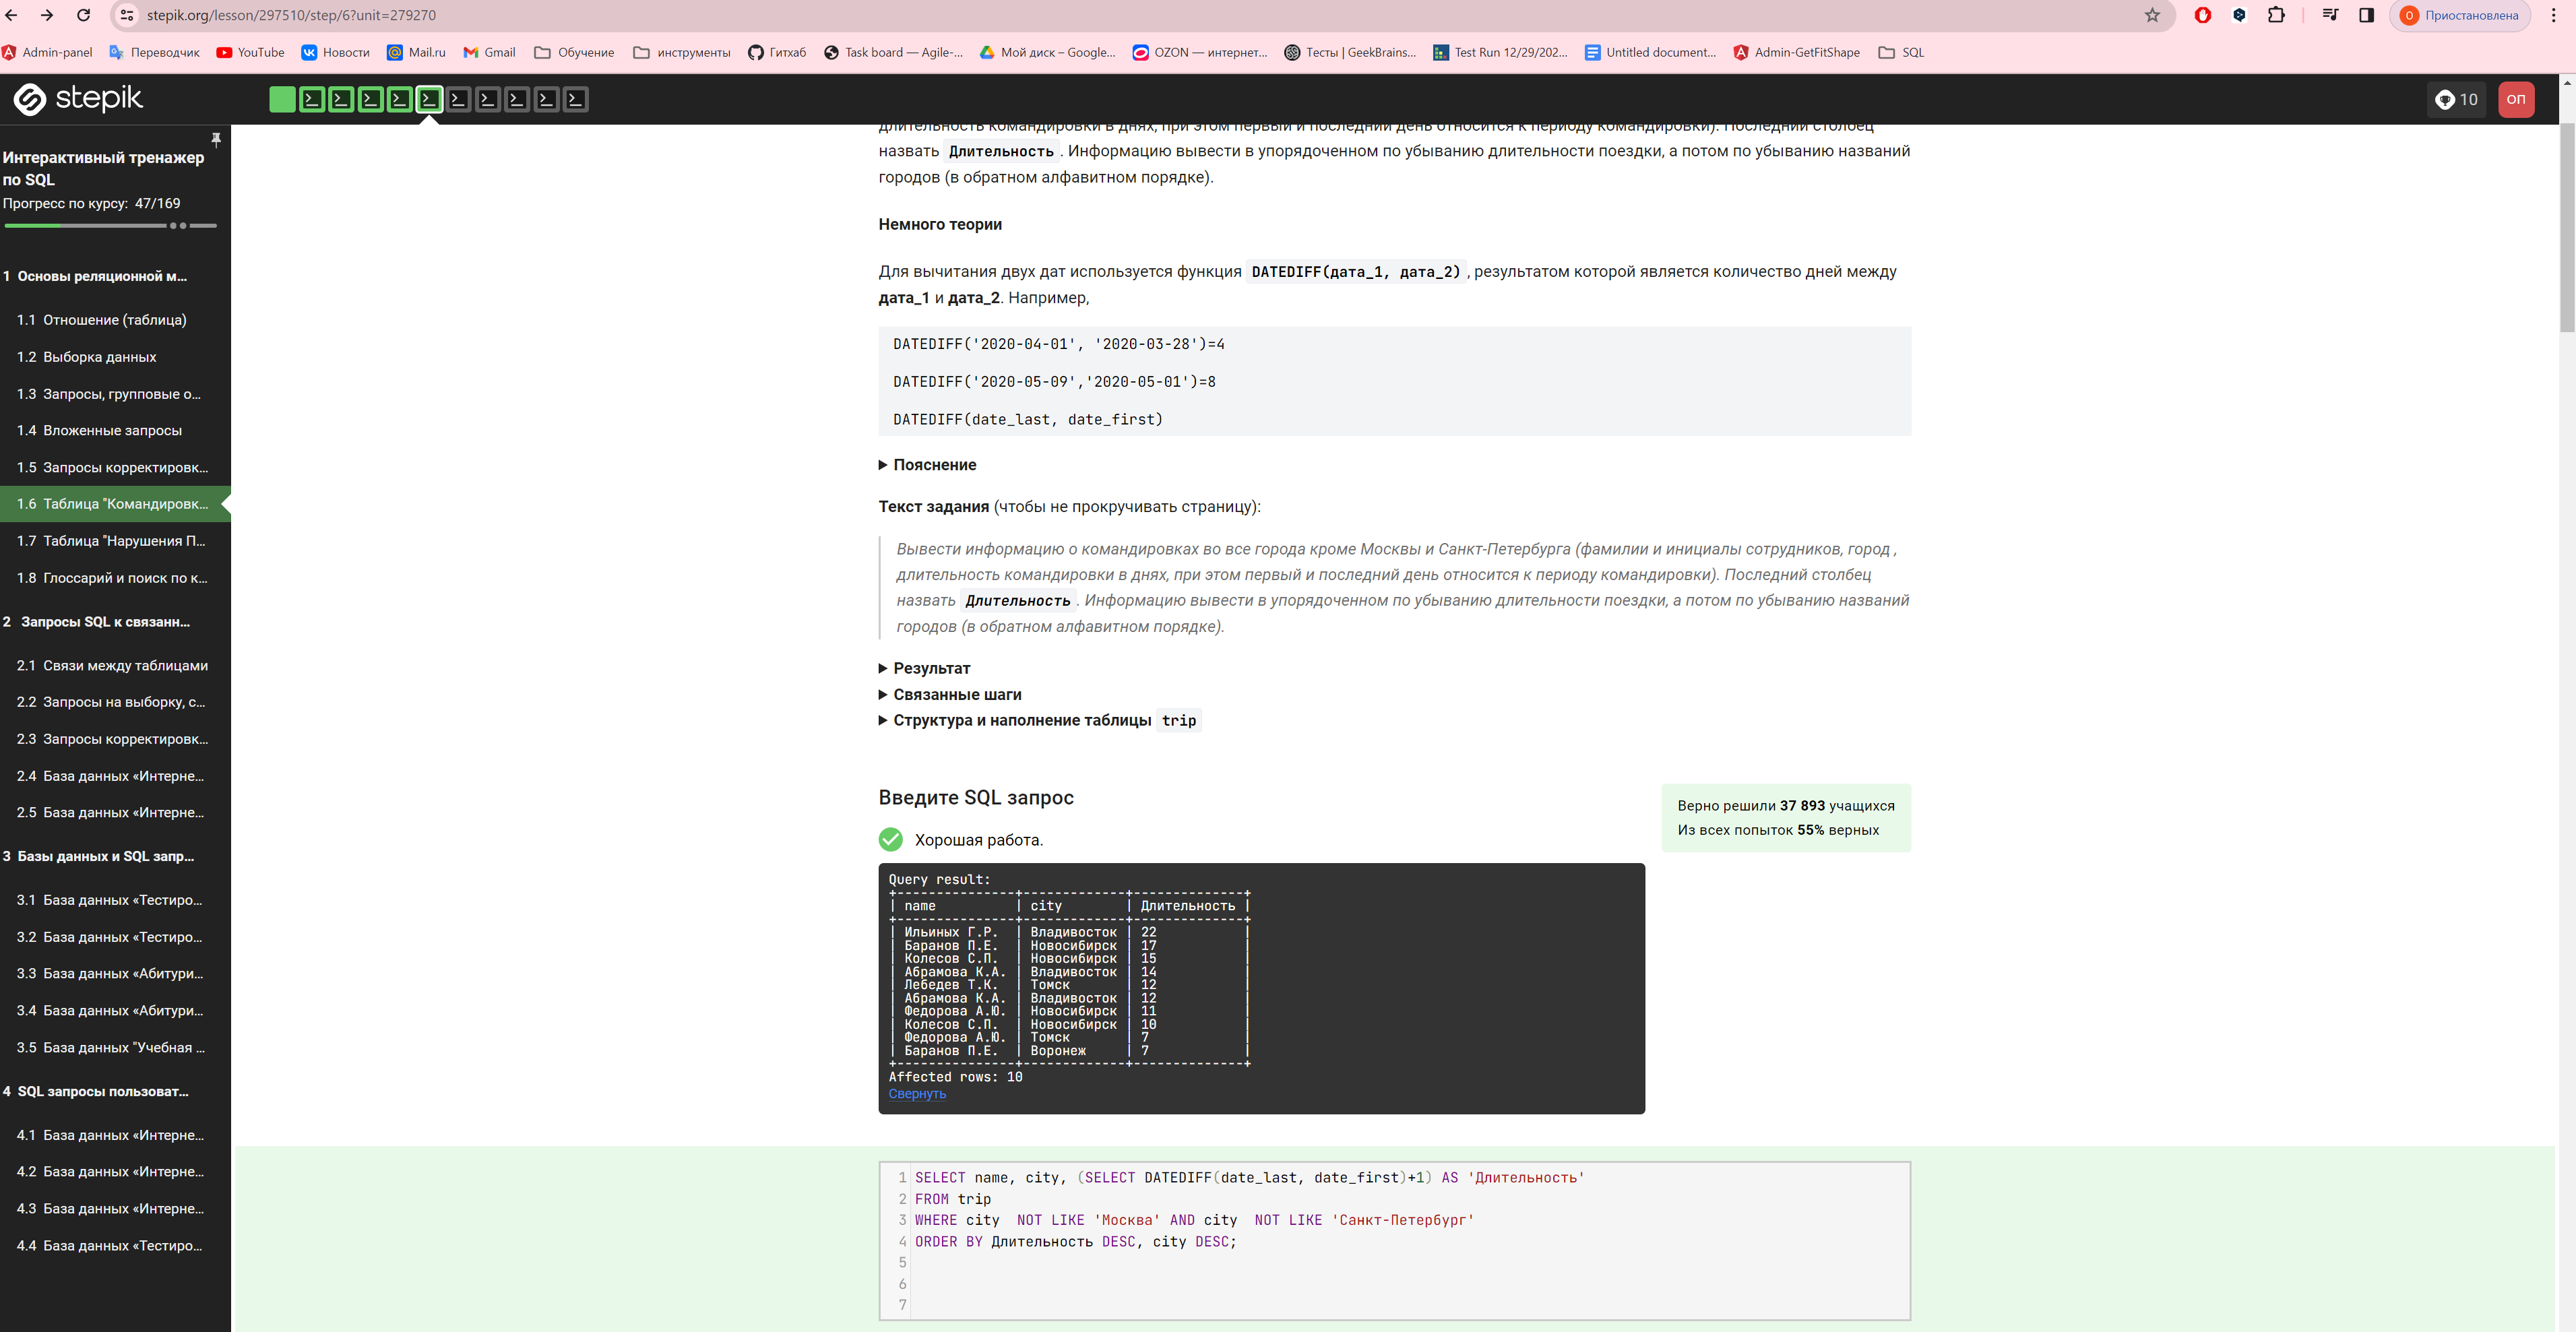 stepik.org/lesson/297510/step/6?unit=279270
Приостановлена
Admin-panel Переводчик YouTube Новости Mail.ru Gmail Обучение инструменты Гитхаб Task board — Agile-... Мой диск – Google... OZON — интернет... Тесты | GeekBrains... Test Run 12/29/202... Untitled document... Admin-GetFitShape SQL
stepik
10
ОП
Интерактивный тренажер
по SQL
Прогресс по курсу: 47/169
1 Основы реляционной м...
1.1 Отношение (таблица)
1.2 Выборка данных
1.3 Запросы, групповые о...
1.4 Вложенные запросы
1.5 Запросы корректировк...
1.6 Таблица "Командировк...
1.7 Таблица "Нарушения П...
1.8 Глоссарий и поиск по к...
2 Запросы SQL к связанн...
2.1 Связи между таблицами
2.2 Запросы на выборку, с...
2.3 Запросы корректировк...
2.4 База данных «Интерне...
2.5 База данных «Интерне...
3 Базы данных и SQL запр...
3.1 База данных «Тестиро...
3.2 База данных «Тестиро...
3.3 База данных «Абитури...
3.4 База данных «Абитури...
3.5 База данных "Учебная ...
4 SQL запросы пользоват...
4.1 База данных «Интерне...
4.2 База данных «Интерне...
4.3 База данных «Интерне...
4.4 База данных «Тестиро...
длительность командировки в днях, при этом первый и последний день относится к периоду командировки). Последний столбец
назвать Длительность. Информацию вывести в упорядоченном по убыванию длительности поездки, а потом по убыванию названий
городов (в обратном алфавитном порядке).
Немного теории
Для вычитания двух дат используется функция DATEDIFF(дата_1, дата_2), результатом которой является количество дней между
дата_1 и дата_2. Например,
DATEDIFF('2020-04-01', '2020-03-28')=4
DATEDIFF('2020-05-09','2020-05-01')=8
DATEDIFF(date_last, date_first)
Пояснение
Текст задания (чтобы не прокручивать страницу):
Вывести информацию о командировках во все города кроме Москвы и Санкт-Петербурга (фамилии и инициалы сотрудников, город ,
длительность командировки в днях, при этом первый и последний день относится к периоду командировки). Последний столбец
назвать Длительность. Информацию вывести в упорядоченном по убыванию длительности поездки, а потом по убыванию названий
городов (в обратном алфавитном порядке).
Результат
Связанные шаги
Структура и наполнение таблицы trip
Введите SQL запрос
Верно решили 37 893 учащихся
Из всех попыток 55% верных
Хорошая работа.
Query result:
+---------------+-------------+--------------+
| name | city | Длительность |
+---------------+-------------+--------------+
| Ильиных Г.Р. | Владивосток | 22 |
| Баранов П.Е. | Новосибирск | 17 |
| Колесов С.П. | Новосибирск | 15 |
| Абрамова К.А. | Владивосток | 14 |
| Лебедев Т.К. | Томск | 12 |
| Абрамова К.А. | Владивосток | 12 |
| Федорова А.Ю. | Новосибирск | 11 |
| Колесов С.П. | Новосибирск | 10 |
| Федорова А.Ю. | Томск | 7 |
| Баранов П.Е. | Воронеж | 7 |
+---------------+-------------+--------------+
Affected rows: 10
Свернуть
1 SELECT name, city, (SELECT DATEDIFF(date_last, date_first)+1) AS 'Длительность'
2 FROM trip
3 WHERE city  NOT LIKE 'Москва' AND city  NOT LIKE 'Санкт-Петербург'
4 ORDER BY Длительность DESC, city DESC;
5
6
7